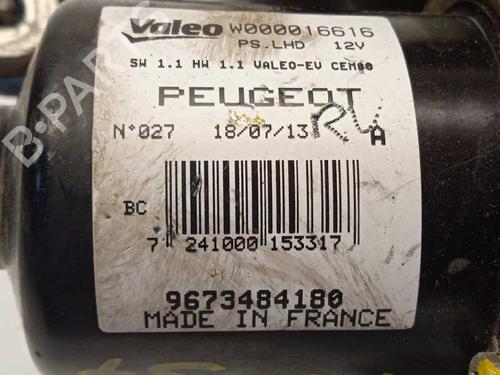 Valeo W000016616
PS.LHD 12V
SW 1.1 HW 1.1 VALEO-EV CEM60
PEUGEOT
N°027 18/07/13 A
BC
7 241000 153317
9673484180
MADE IN FRANCE
B-PARTS